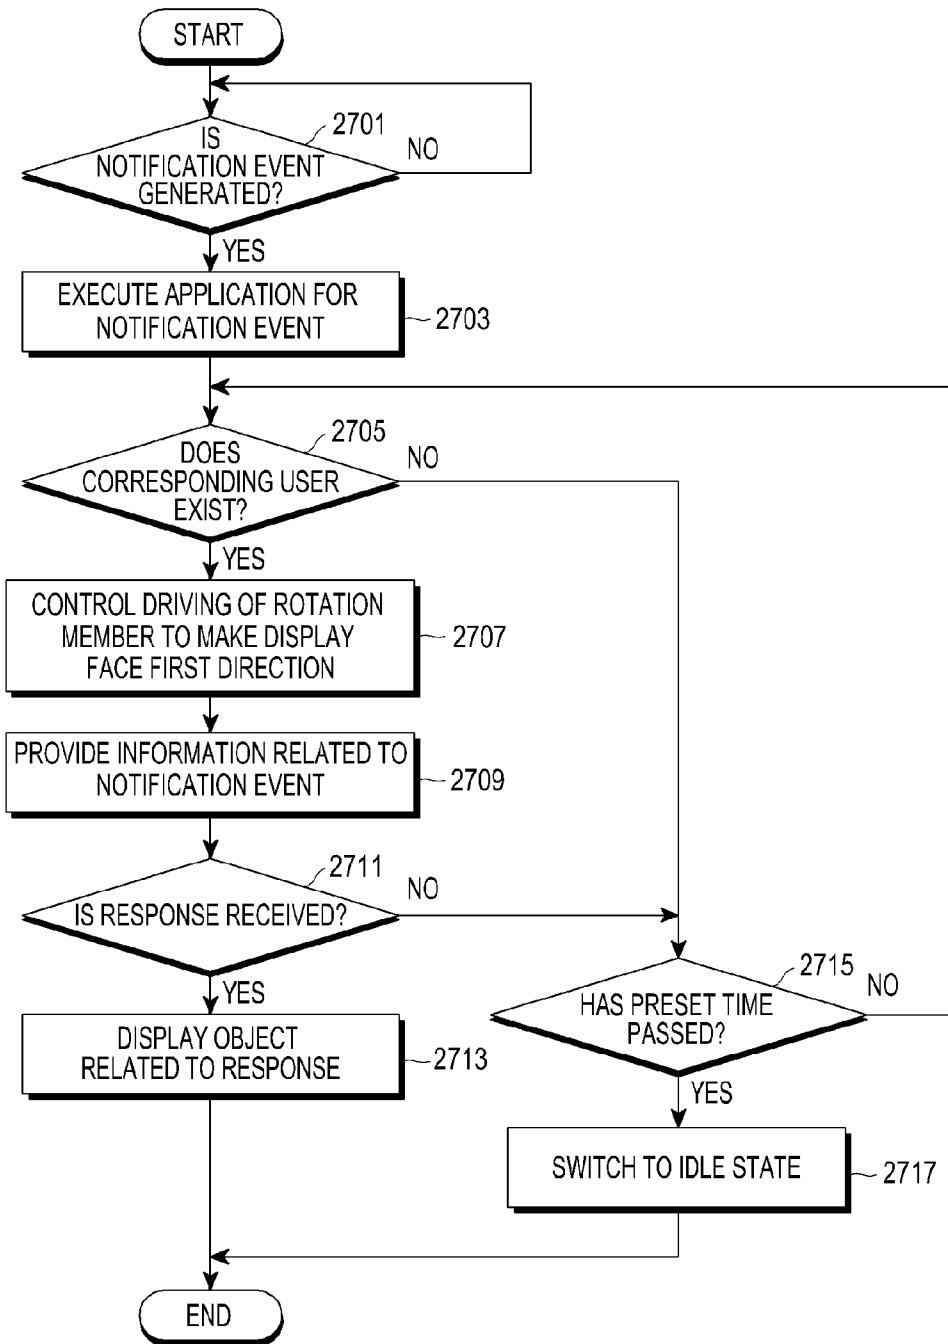 START
2701
IS
NOTIFICATION EVENT
GENERATED?
NO
YES
EXECUTE APPLICATION FOR
NOTIFICATION EVENT
2703
2705
DOES
CORRESPONDING USER
EXIST?
NO
YES
CONTROL DRIVING OF ROTATION
MEMBER TO MAKE DISPLAY
FACE FIRST DIRECTION
2707
PROVIDE INFORMATION RELATED TO
NOTIFICATION EVENT
2709
2711
IS RESPONSE RECEIVED?
NO
YES
DISPLAY OBJECT
RELATED TO RESPONSE
2713
2715
HAS PRESET TIME
PASSED?
NO
YES
SWITCH TO IDLE STATE
2717
END